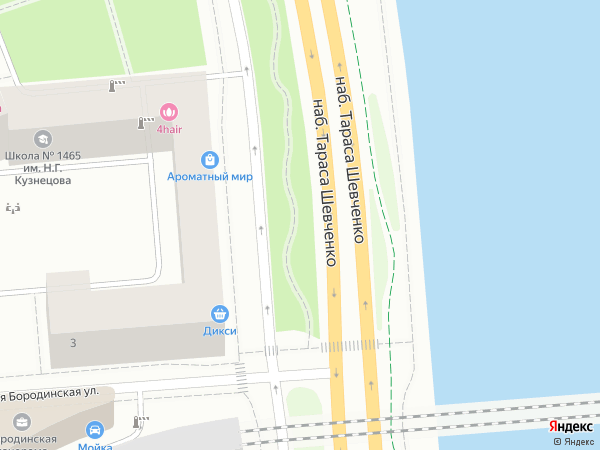 наб. Тараса Шевченко
наб. Тараса Шевченко
4hair
Школа № 1465
им. Н.Г.
Кузнецова
Ароматный мир
Дикси
3
я Бородинская ул.
ородинская
Мойка
Яндекс
© Яндекс